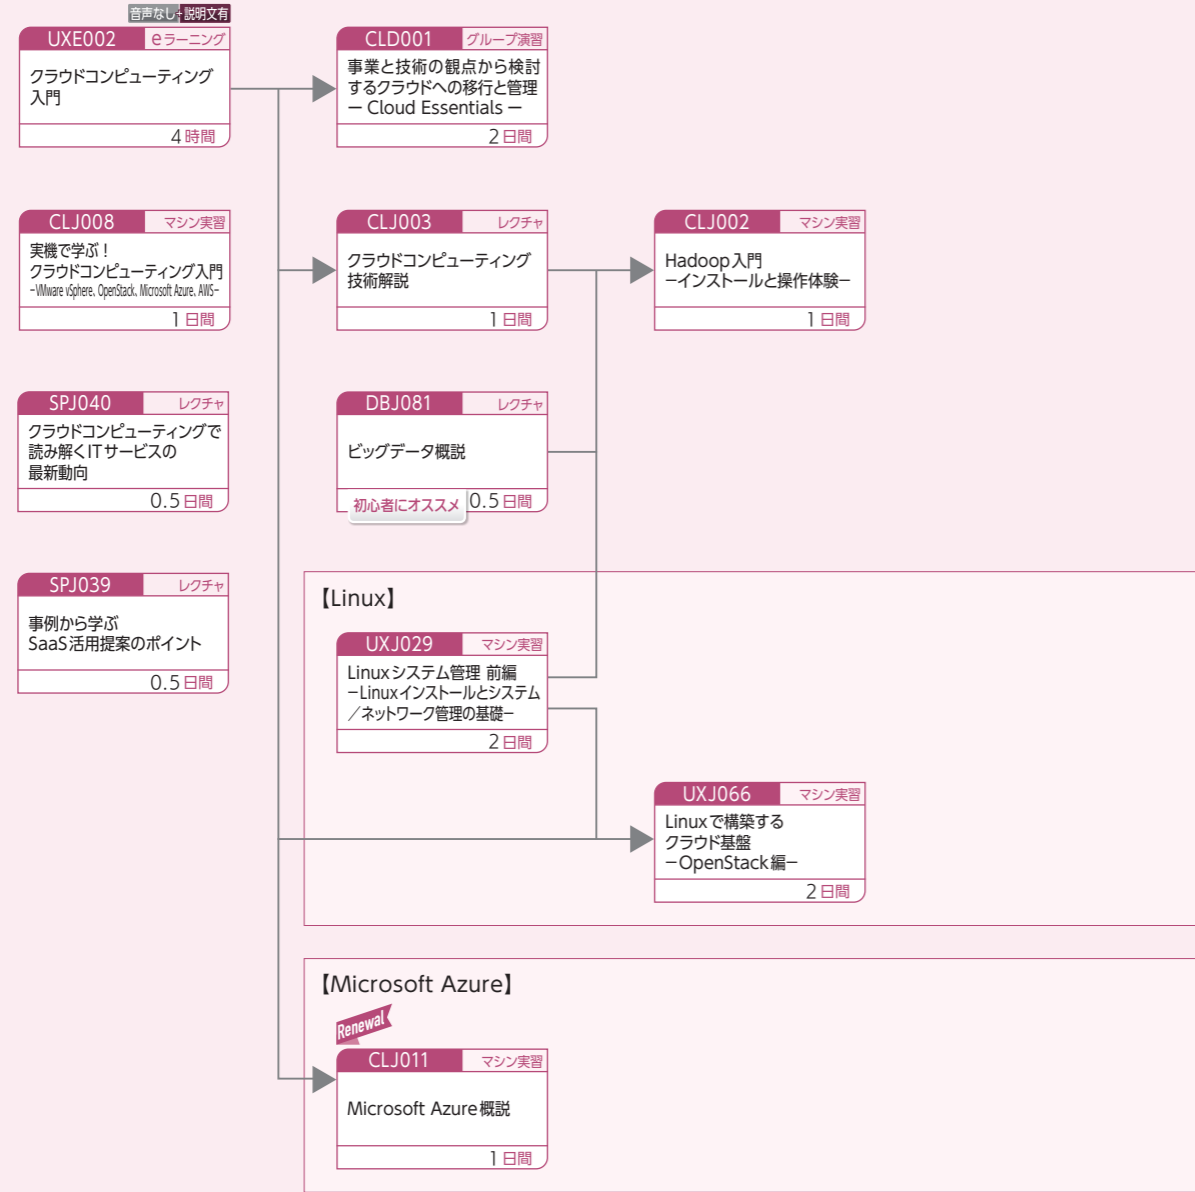 音声なし+説明文有
UXE002 eラーニング
クラウドコンピューティング
入門
4時間
CLD001 グループ演習
事業と技術の観点から検討
するクラウドへの移行と管理
ー Cloud Essentials ー
2日間
CLJ008 マシン実習
実機で学ぶ！
クラウドコンピューティング入門
−VMware vSphere、OpenStack、Microsoft Azure、AWS−
1日間
CLJ003 レクチャ
クラウドコンピューティング
技術解説
1日間
CLJ002 マシン実習
Hadoop入門
−インストールと操作体験−
1日間
SPJ040 レクチャ
クラウドコンピューティングで
読み解くITサービスの
最新動向
0.5日間
DBJ081 レクチャ
ビッグデータ概説
初心者にオススメ
0.5日間
SPJ039 レクチャ
事例から学ぶ
SaaS活用提案のポイント
0.5日間
【Linux】
UXJ029 マシン実習
Linuxシステム管理 前編
−Linuxインストールとシステム
／ネットワーク管理の基礎−
2日間
UXJ066 マシン実習
Linuxで構築する
クラウド基盤
−OpenStack編−
2日間
【Microsoft Azure】
Renewal
CLJ011 マシン実習
Microsoft Azure概説
1日間